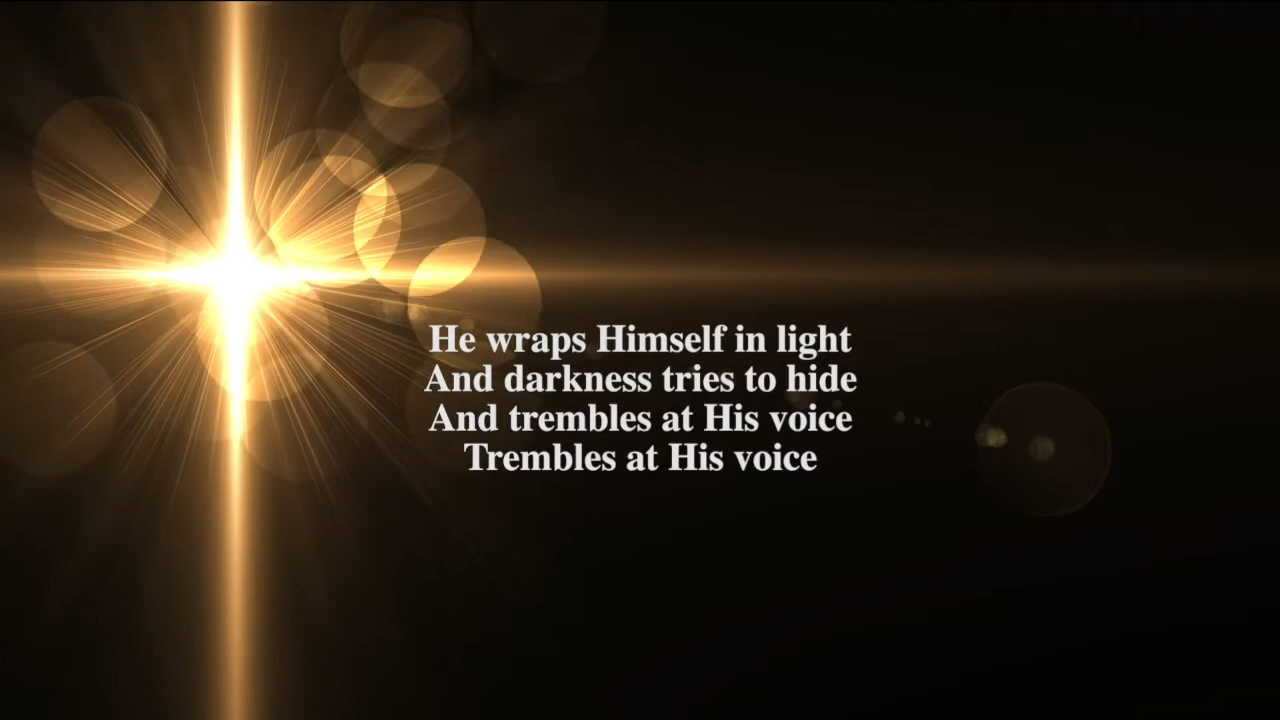 He wraps Himself in light
And darkness tries to hide
And trembles at His voice
Trembles at His voice